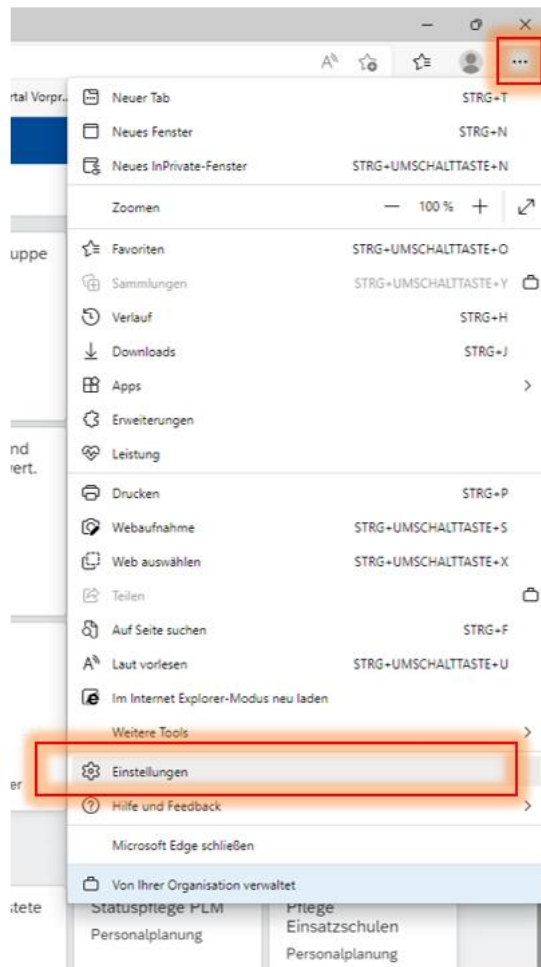 rtal Vorpr..
Neuer Tab STRG+T
Neues Fenster STRG+N
Neues InPrivate-Fenster STRG+UMSCHALTTASTE+N
Zoomen — 100 % +
uppe
Favoriten STRG+UMSCHALTTASTE+O
Sammlungen STRG+UMSCHALTTASTE+Y
Verlauf STRG+H
Downloads STRG+J
Apps
Erweiterungen
nd
Leistung
Drucken STRG+P
Webaufnahme STRG+UMSCHALTTASTE+S
Web auswählen STRG+UMSCHALTTASTE+X
Teilen
Auf Seite suchen STRG+F
Laut vorlesen STRG+UMSCHALTTASTE+U
Im Internet Explorer-Modus neu laden
Weitere Tools
Einstellungen
er
Hilfe und Feedback
Microsoft Edge schließen
Von Ihrer Organisation verwaltet
Statuspflege PLM
Personalplanung
Pflege
Einsatzschulen
Personalplanung